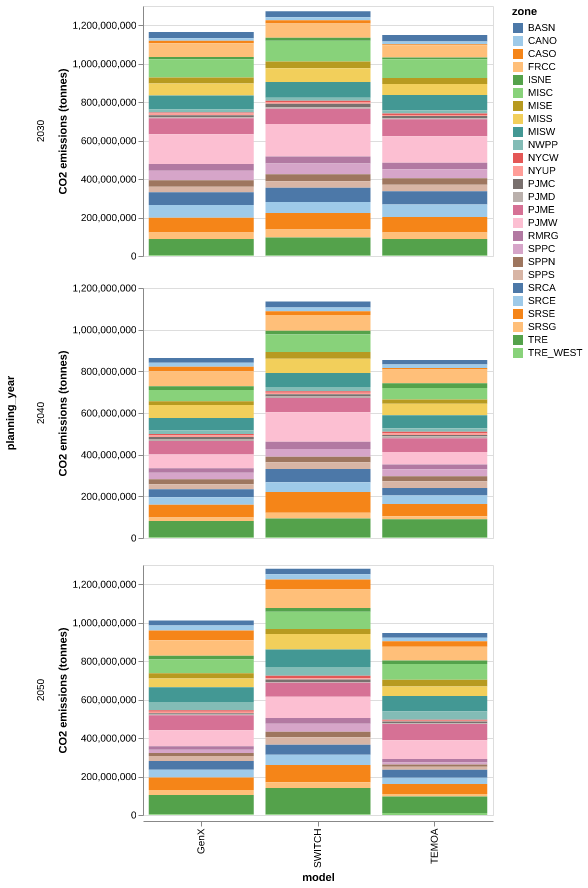 1,200,000,000
1,000,000,000
800,000,000
600,000,000
400,000,000
200,000,000
0
CO2 emissions (tonnes)
2030
1,200,000,000
1,000,000,000
800,000,000
600,000,000
400,000,000
200,000,000
0
CO2 emissions (tonnes)
2040
planning_year
1,200,000,000
1,000,000,000
800,000,000
600,000,000
400,000,000
200,000,000
0
CO2 emissions (tonnes)
2050
GenX
SWITCH
TEMOA
model
zone
BASN
CANO
CASO
FRCC
ISNE
MISC
MISE
MISS
MISW
NWPP
NYCW
NYUP
PJMC
PJMD
PJME
PJMW
RMRG
SPPC
SPPN
SPPS
SRCA
SRCE
SRSE
SRSG
TRE
TRE_WEST